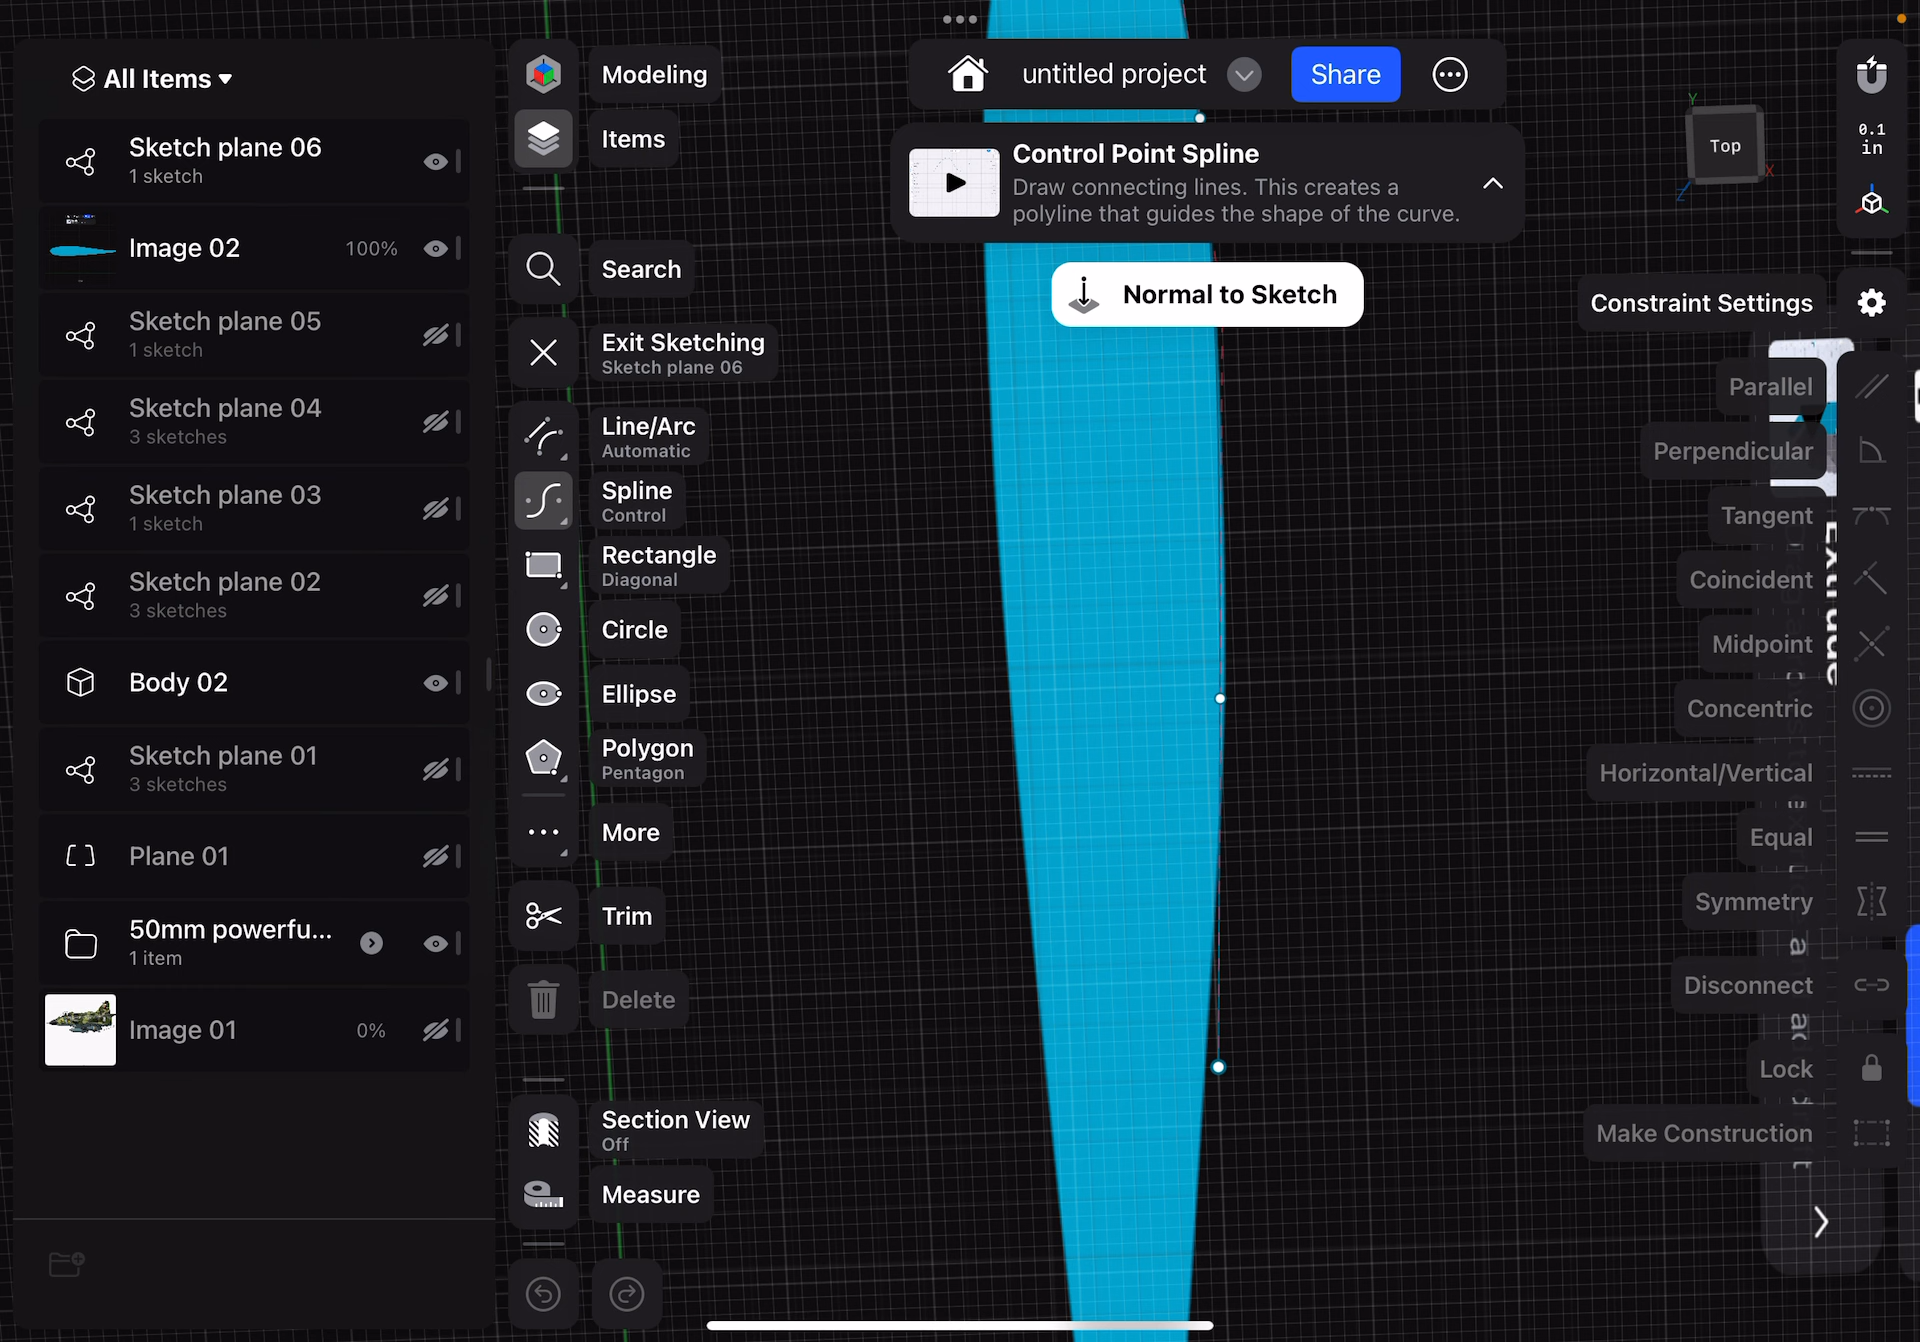 All Items
Sketch plane 06
1 sketch
Image 02
100%
Sketch plane 05
1 sketch
Sketch plane 04
3 sketches
Sketch plane 03
1 sketch
Sketch plane 02
3 sketches
Body 02
Sketch plane 01
3 sketches
Plane 01
50mm powerfu...
1 item
Image 01
0%
Modeling
Items
Search
Exit Sketching
Sketch plane 06
Line/Arc
Automatic
Spline
Control
Rectangle
Diagonal
Circle
Ellipse
Polygon
Pentagon
More
Trim
Delete
Section View
Off
Measure
untitled project
Share
Control Point Spline
Draw connecting lines. This creates a
polyline that guides the shape of the curve.
Normal to Sketch
Y
Top
X
Z
0.1
in
Constraint Settings
Parallel
Perpendicular
Tangent
Coincident
Midpoint
Concentric
Horizontal/Vertical
Equal
Symmetry
Disconnect
Lock
Make Construction
Extrude